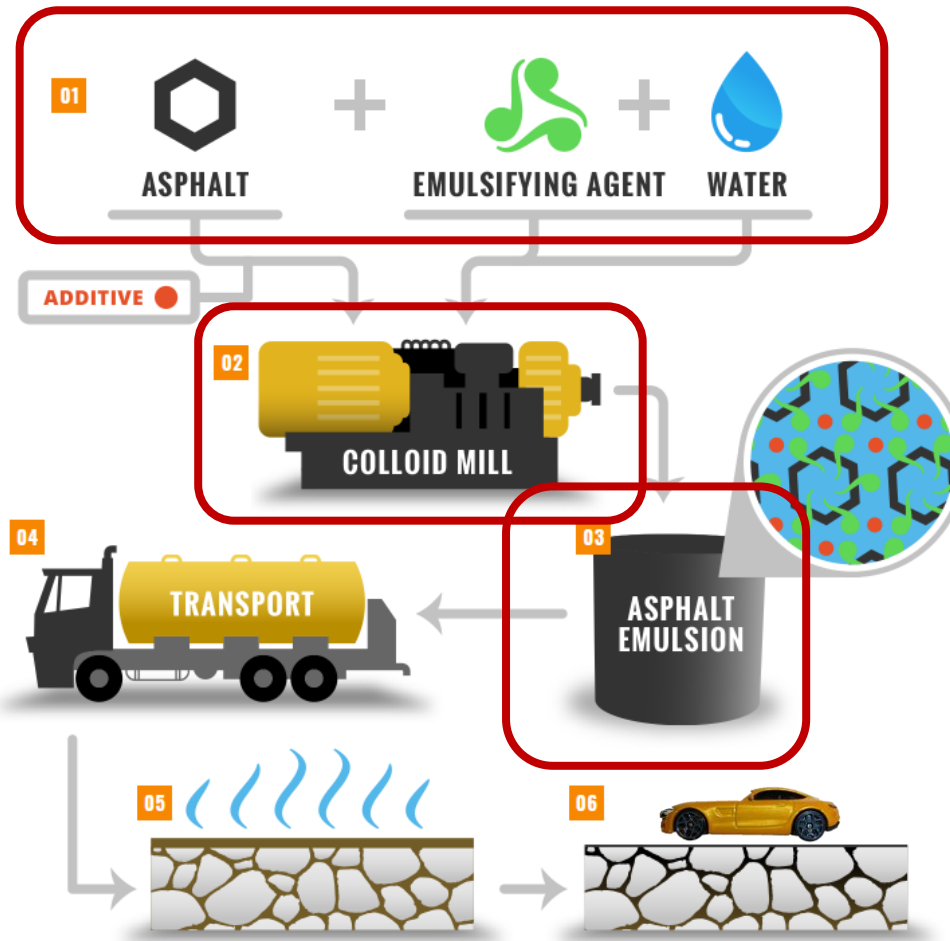 01
ASPHALT
EMULSIFYING AGENT
WATER
ADDITIVE
02
COLLOID MILL
03
ASPHALT
EMULSION
04
TRANSPORT
05
06